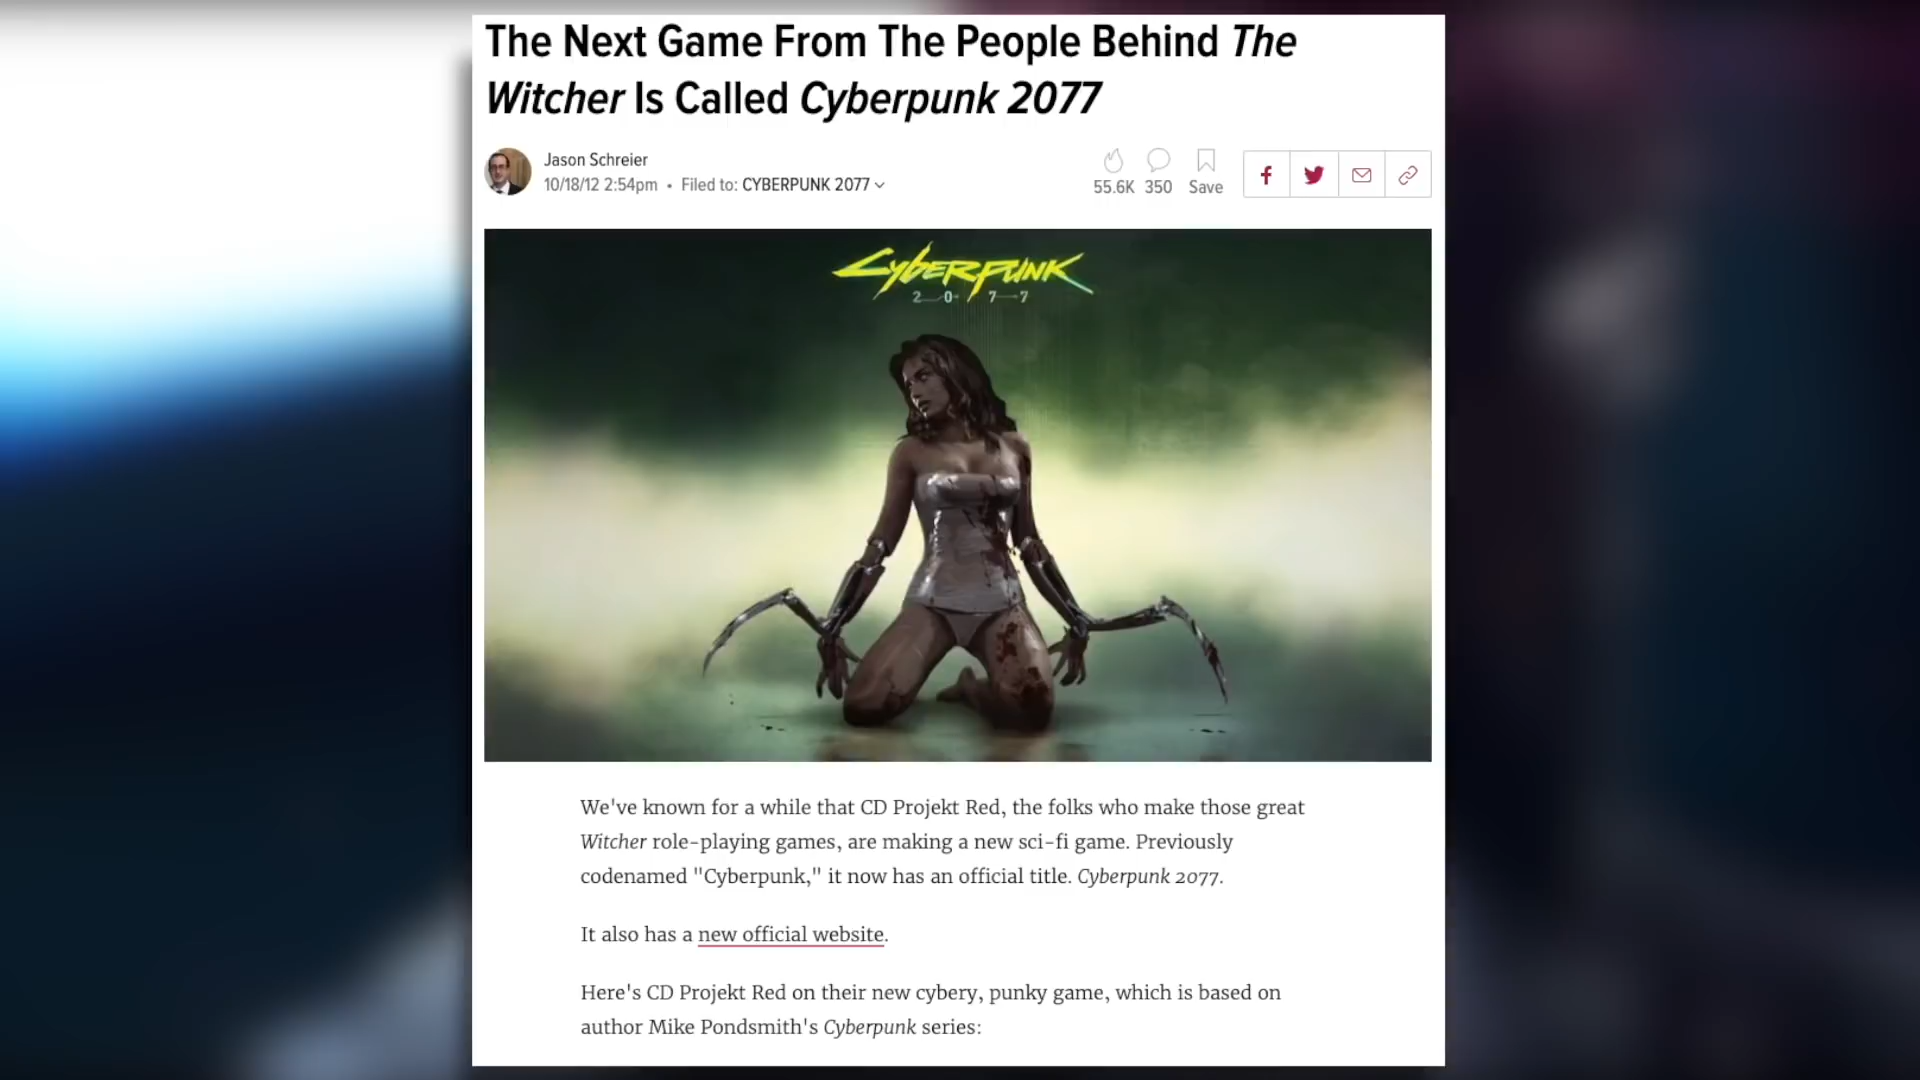 The Next Game From The People Behind The
Witcher Is Called Cyberpunk 2077
Jason Schreier
10/18/12 2:54pm • Filed to: CYBERPUNK 2077
55.6K 350 Save
CYBERPUNK
2077
We've known for a while that CD Projekt Red, the folks who make those great
Witcher role-playing games, are making a new sci-fi game. Previously
codenamed "Cyberpunk," it now has an official title. Cyberpunk 2077.
It also has a new official website.
Here's CD Projekt Red on their new cybery, punky game, which is based on
author Mike Pondsmith's Cyberpunk series: